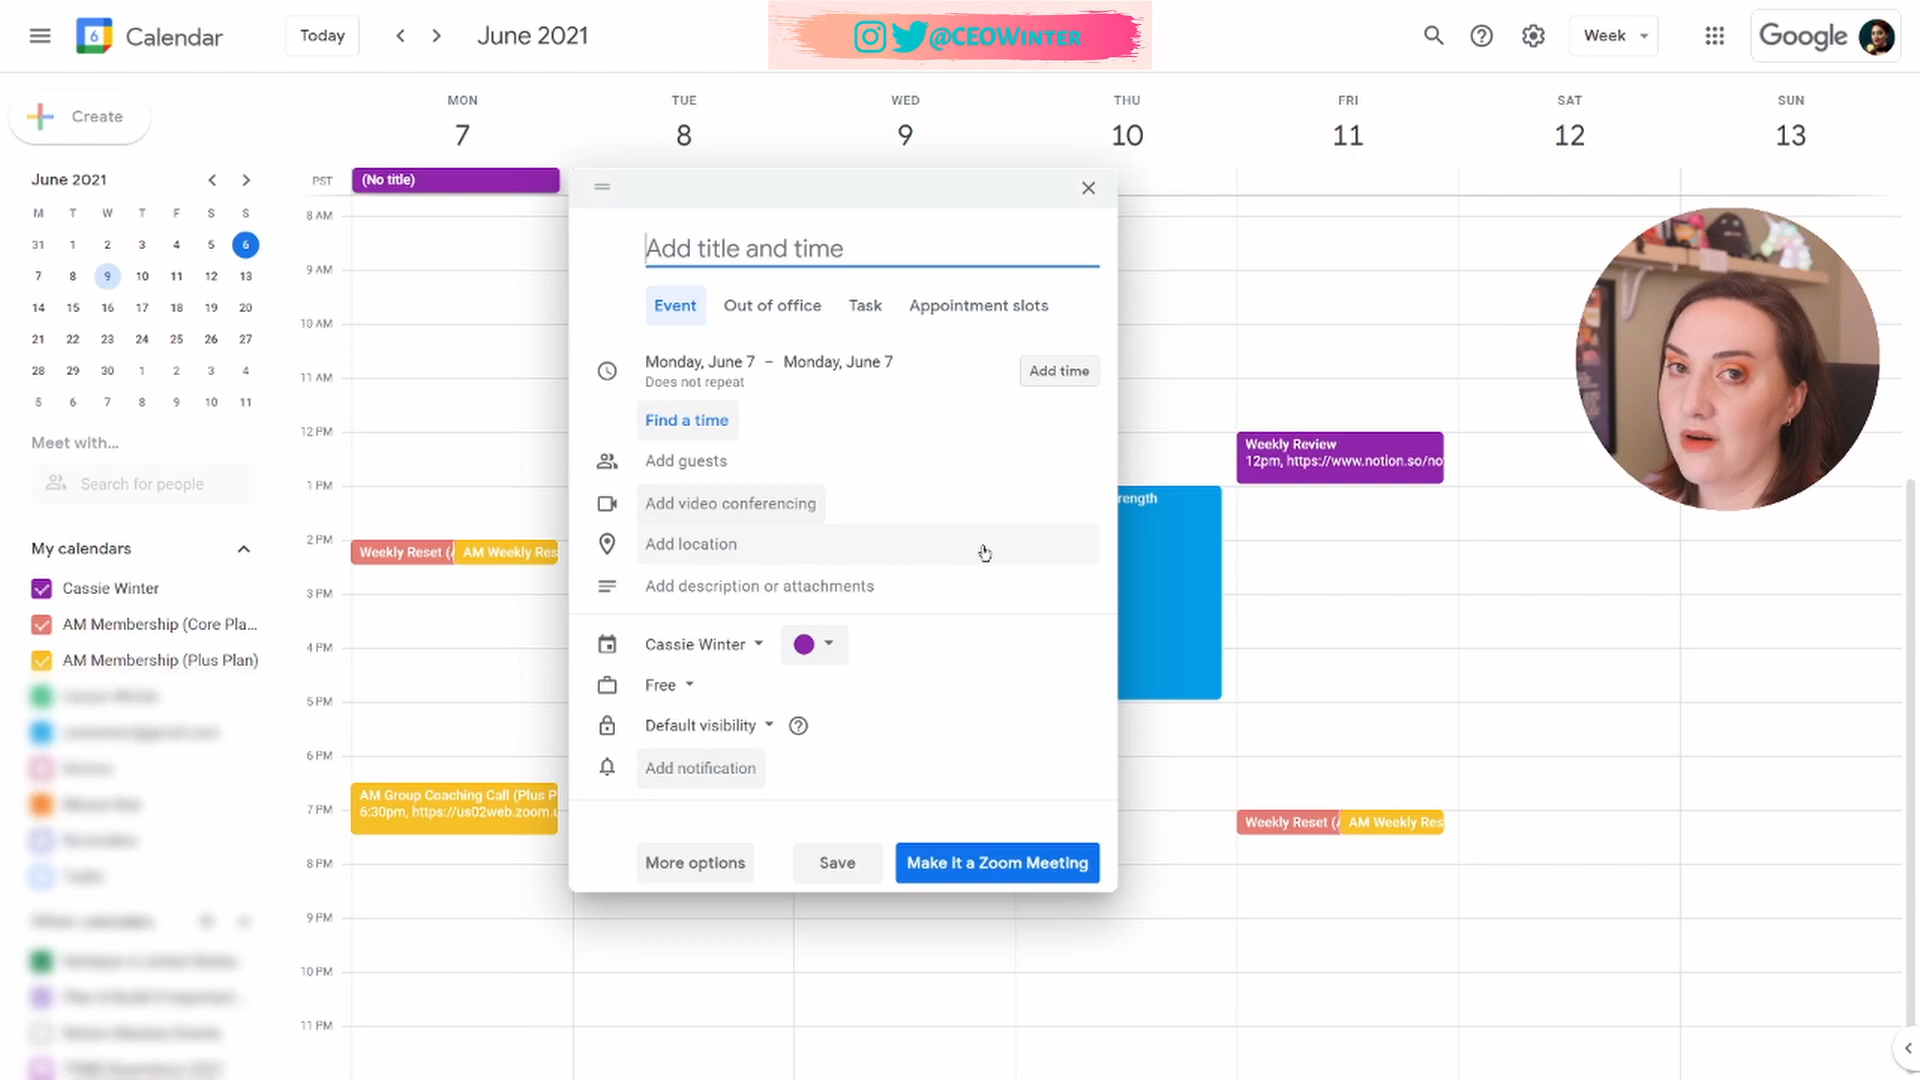 6
Calendar
Today
June 2021
@CEOWinter
Week
Google
Create
MON
7
TUE
8
WED
9
THU
10
FRI
11
SAT
12
SUN
13
June 2021
M T W T F S S
31 1 2 3 4 5 6
7 8 9 10 11 12 13
14 15 16 17 18 19 20
21 22 23 24 25 26 27
28 29 30 1 2 3 4
5 6 7 8 9 10 11
Meet with...
Search for people
My calendars
Cassie Winter
AM Membership (Core Pla...
AM Membership (Plus Plan)
PST
8 AM
9 AM
10 AM
11 AM
12 PM
1 PM
2 PM
3 PM
4 PM
5 PM
6 PM
7 PM
8 PM
9 PM
10 PM
11 PM
(No title)
Weekly Reset (
AM Weekly Res
AM Group Coaching Call (Plus P
6:30pm, https://us02web.zoom.u
Add title and time
Event
Out of office
Task
Appointment slots
Monday, June 7 – Monday, June 7
Does not repeat
Add time
Find a time
Add guests
Add video conferencing
Add location
Add description or attachments
Cassie Winter
Free
Default visibility
Add notification
More options
Save
Make it a Zoom Meeting
rength
Weekly Review
12pm, https://www.notion.so/no
Weekly Reset (
AM Weekly Res